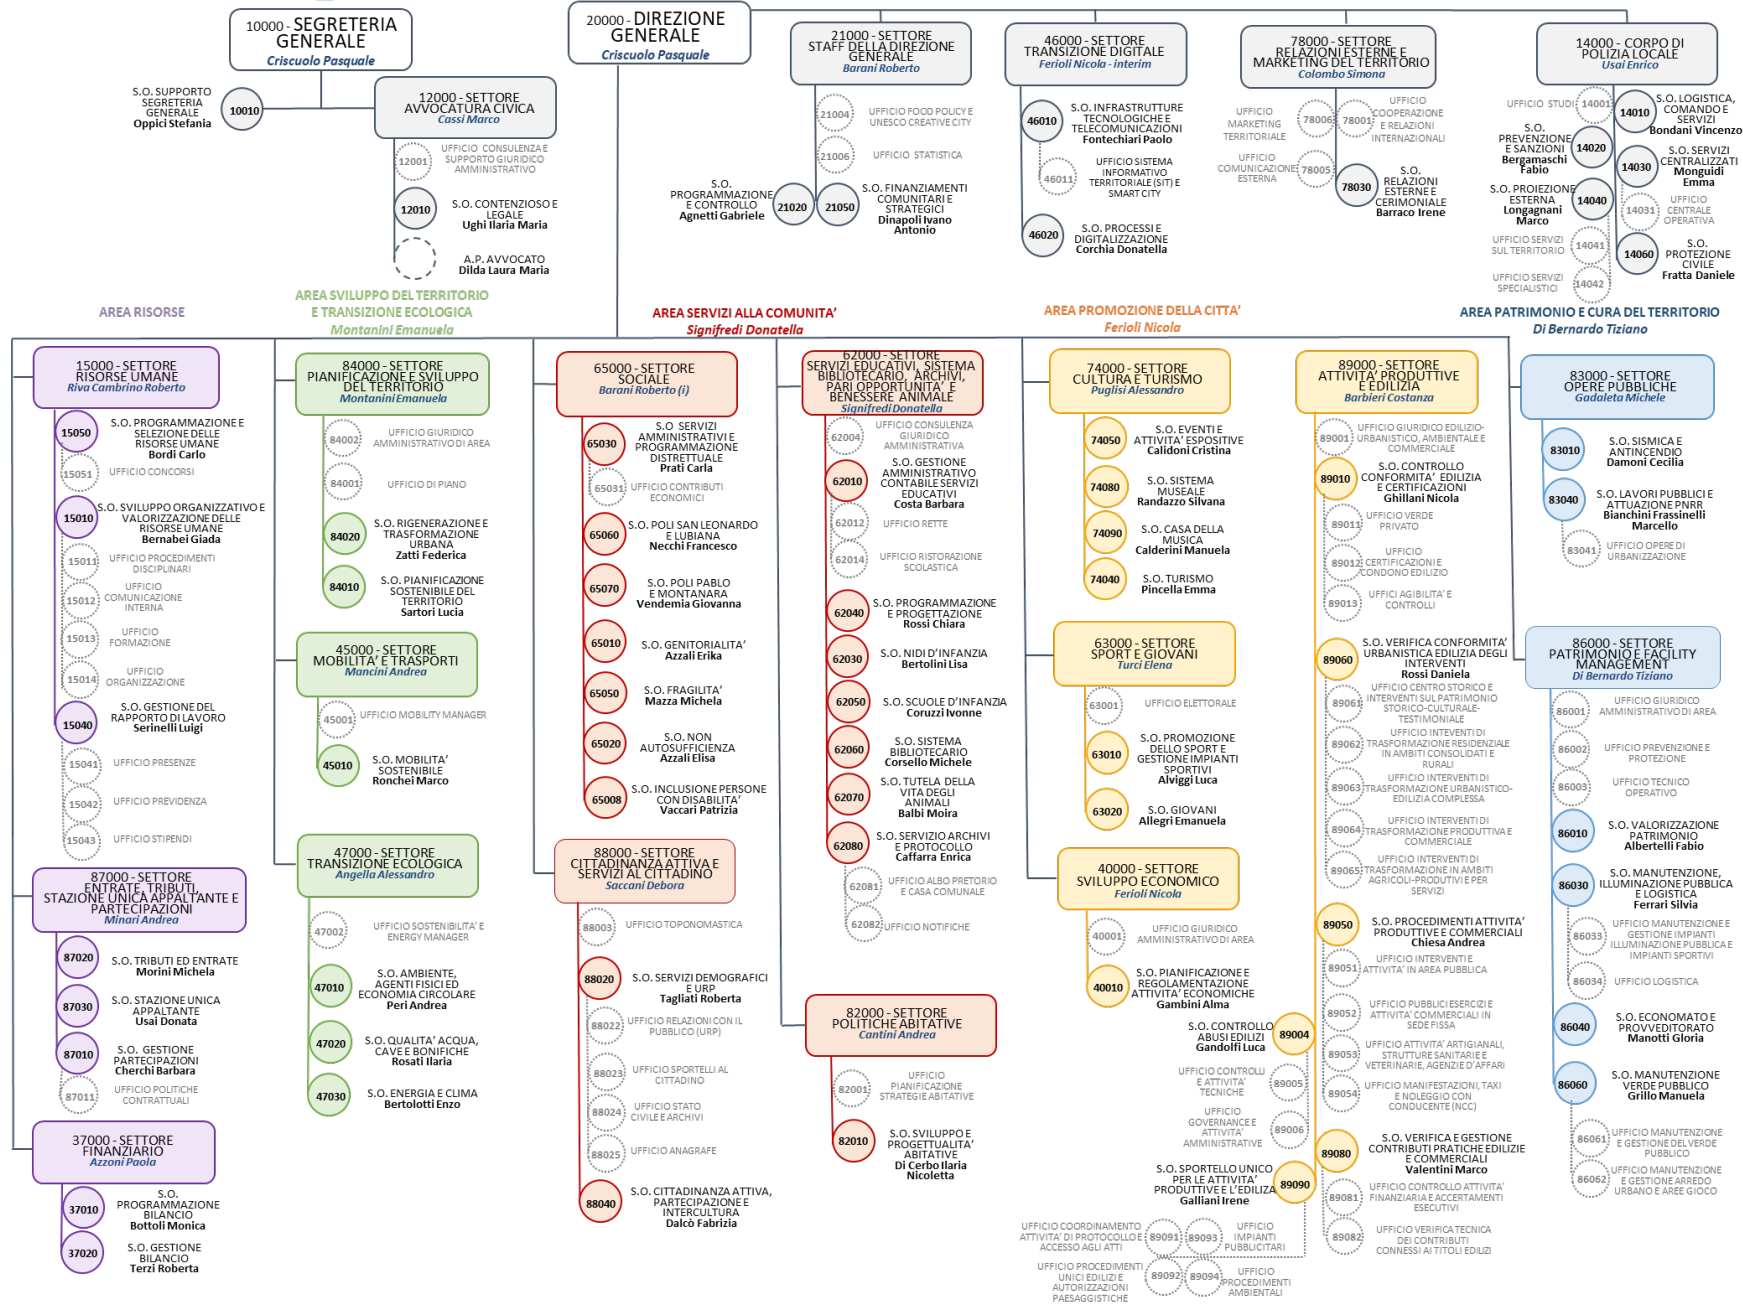 10000 - SEGRETERIA
GENERALE
Criscuolo Pasquale
S.O. SUPPORTO
SEGRETERIA
GENERALE
Oppici Stefania
10010
12000 - SETTORE
AVVOCATURA CIVICA
Cassi Marco
12001
UFFICIO CONSULENZA E
SUPPORTO GIURIDICO
AMMINISTRATIVO
12010
S.O. CONTENZIOSO E
LEGALE
Ughi Ilaria Maria
A.P. AVVOCATO
Dilda Laura Maria
20000 - DIREZIONE
GENERALE
Criscuolo Pasquale
21000 - SETTORE
STAFF DELLA DIREZIONE
GENERALE
Barani Roberto
21004
UFFICIO FOOD POLICY E
UNESCO CREATIVE CITY
21006
UFFICIO STATISTICA
S.O.
PROGRAMMAZIONE
E CONTROLLO
Agnetti Gabriele
21020
21050
S.O. FINANZIAMENTI
COMUNITARI E
STRATEGICI
Dinapoli Ivano
Antonio
46000 - SETTORE
TRANSIZIONE DIGITALE
Ferioli Nicola - interim
46010
S.O. INFRASTRUTTURE
TECNOLOGICHE E
TELECOMUNICAZIONI
Fontechiari Paolo
46011
UFFICIO SISTEMA
INFORMATIVO
TERRITORIALE (SIT) E
SMART CITY
46020
S.O. PROCESSI E
DIGITALIZZAZIONE
Corchia Donatella
78000 - SETTORE
RELAZIONI ESTERNE E
MARKETING DEL TERRITORIO
Colombo Simona
UFFICIO
MARKETING
TERRITORIALE
78006
78001
UFFICIO
COOPERAZIONE
E RELAZIONI
INTERNAZIONALI
UFFICIO
COMUNICAZIONE
ESTERNA
78005
78030
S.O.
RELAZIONI
ESTERNE E
CERIMONIALE
Barraco Irene
14000 - CORPO DI
POLIZIA LOCALE
Usai Enrico
UFFICIO STUDI
14001
14010
S.O. LOGISTICA,
COMANDO E
SERVIZI
Bondani Vincenzo
S.O.
PREVENZIONE
E SANZIONI
Bergamaschi
Fabio
14020
14030
S.O. SERVIZI
CENTRALIZZATI
Monguidi
Emma
S.O. PROIEZIONE
ESTERNA
Longagnani
Marco
14040
14031
UFFICIO
CENTRALE
OPERATIVA
UFFICIO SERVIZI
SUL TERRITORIO
14041
14060
S.O.
PROTEZIONE
CIVILE
Fratta Daniele
UFFICIO SERVIZI
SPECIALISTICI
14042
AREA RISORSE
AREA SVILUPPO DEL TERRITORIO
E TRANSIZIONE ECOLOGICA
Montanini Emanuela
AREA SERVIZI ALLA COMUNITA'
Signifredi Donatella
AREA PROMOZIONE DELLA CITTA'
Ferioli Nicola
AREA PATRIMONIO E CURA DEL TERRITORIO
Di Bernardo Tiziano
15000 - SETTORE
RISORSE UMANE
Riva Cambrino Roberto
15050
S.O. PROGRAMMAZIONE E
SELEZIONE DELLE
RISORSE UMANE
Bordi Carlo
15051
UFFICIO CONCORSI
15010
S.O. SVILUPPO ORGANIZZATIVO E
VALORIZZAZIONE DELLE
RISORSE UMANE
Bernabei Giada
15011
UFFICIO PROCEDIMENTI
DISCIPLINARI
15012
UFFICIO
COMUNICAZIONE
INTERNA
15013
UFFICIO
FORMAZIONE
15014
UFFICIO
ORGANIZZAZIONE
15040
S.O. GESTIONE DEL
RAPPORTO DI LAVORO
Serinelli Luigi
15041
UFFICIO PRESENZE
15042
UFFICIO PREVIDENZA
15043
UFFICIO STIPENDI
87000 - SETTORE
ENTRATE, TRIBUTI,
STAZIONE UNICA APPALTANTE E
PARTECIPAZIONI
Minari Andrea
87020
S.O. TRIBUTI ED ENTRATE
Morini Michela
87030
S.O. STAZIONE UNICA
APPALTANTE
Usai Donata
87010
S.O. GESTIONE
PARTECIPAZIONI
Cherchi Barbara
87011
UFFICIO POLITICHE
CONTRATTUALI
37000 - SETTORE
FINANZIARIO
Azzoni Paola
37010
S.O.
PROGRAMMAZIONE
BILANCIO
Bottoli Monica
37020
S.O. GESTIONE
BILANCIO
Terzi Roberta
84000 - SETTORE
PIANIFICAZIONE E SVILUPPO
DEL TERRITORIO
Montanini Emanuela
84002
UFFICIO GIURIDICO
AMMINISTRATIVO DI AREA
84001
UFFICIO DI PIANO
84020
S.O. RIGENERAZIONE E
TRASFORMAZIONE
URBANA
Zatti Federica
84010
S.O. PIANIFICAZIONE
SOSTENIBILE DEL
TERRITORIO
Sartori Lucia
45000 - SETTORE
MOBILITA' E TRASPORTI
Mancini Andrea
45001
UFFICIO MOBILITY MANAGER
45010
S.O. MOBILITA'
SOSTENIBILE
Ronchei Marco
47000 - SETTORE
TRANSIZIONE ECOLOGICA
Angella Alessandro
47002
UFFICIO SOSTENIBILITA' E
ENERGY MANAGER
47010
S.O. AMBIENTE,
AGENTI FISICI ED
ECONOMIA CIRCOLARE
Peri Andrea
47020
S.O. QUALITA' ACQUA,
CAVE E BONIFICHE
Rosati Ilaria
47030
S.O. ENERGIA E CLIMA
Bertolotti Enzo
65000 - SETTORE
SOCIALE
Barani Roberto (i)
65030
S.O SERVIZI
AMMINISTRATIVI E
PROGRAMMAZIONE
DISTRETTUALE
Prati Carla
65031
UFFICIO CONTRIBUTI
ECONOMICI
65060
S.O. POLI SAN LEONARDO
E LUBIANA
Necchi Francesco
65070
S.O. POLI PABLO
E MONTANARA
Vendemia Giovanna
65010
S.O. GENITORIALITA'
Azzali Erika
65050
S.O. FRAGILITA'
Mazza Michela
65020
S.O. NON
AUTOSUFFICIENZA
Azzali Elisa
65008
S.O. INCLUSIONE PERSONE
CON DISABILITA'
Vaccari Patrizia
88000 - SETTORE
CITTADINANZA ATTIVA E
SERVIZI AL CITTADINO
Saccani Debora
88003
UFFICIO TOPONOMASTICA
88020
S.O. SERVIZI DEMOGRAFICI
E URP
Tagliati Roberta
88022
UFFICIO RELAZIONI CON IL
PUBBLICO (URP)
88023
UFFICIO SPORTELLI AL
CITTADINO
88024
UFFICIO STATO
CIVILE E ARCHIVI
88025
UFFICIO ANAGRAFE
88040
S.O. CITTADINANZA ATTIVA,
PARTECIPAZIONE E
INTERCULTURA
Dalcò Fabrizia
62000 - SETTORE
SERVIZI EDUCATIVI, SISTEMA
BIBLIOTECARIO, ARCHIVI,
PARI OPPORTUNITA' E
BENESSERE ANIMALE
Signifredi Donatella
62004
UFFICIO CONSULENZA
GIURIDICO
AMMINISTRATIVA
62010
S.O. GESTIONE
AMMINISTRATIVO
CONTABILE SERVIZI
EDUCATIVI
Costa Barbara
62012
UFFICIO RETTE
62014
UFFICIO RISTORAZIONE
SCOLASTICA
62040
S.O. PROGRAMMAZIONE
E PROGETTAZIONE
Rossi Chiara
62030
S.O. NIDI D'INFANZIA
Bertolini Lisa
62050
S.O. SCUOLE D'INFANZIA
Coruzzi Ivonne
62060
S.O. SISTEMA
BIBLIOTECARIO
Corsello Michele
62070
S.O. TUTELA DELLA
VITA DEGLI
ANIMALI
Balbi Moira
62080
S.O. SERVIZIO ARCHIVI
E PROTOCOLLO
Caffarra Enrica
62081
UFFICIO ALBO PRETORIO
E CASA COMUNALE
62082
UFFICIO NOTIFICHE
82000 - SETTORE
POLITICHE ABITATIVE
Cantini Andrea
82001
UFFICIO
PIANIFICAZIONE
STRATEGIE ABITATIVE
82010
S.O. SVILUPPO E
PROGETTUALITA'
ABITATIVE
Di Cerbo Ilaria
Nicoletta
74000 - SETTORE
CULTURA E TURISMO
Puglisi Alessandro
74050
S.O. EVENTI E
ATTIVITA' ESPOSITIVE
Calidoni Cristina
74080
S.O. SISTEMA
MUSEALE
Randazzo Silvana
74090
S.O. CASA DELLA
MUSICA
Calderini Manuela
74040
S.O. TURISMO
Pincella Emma
63000 - SETTORE
SPORT E GIOVANI
Turci Elena
63001
UFFICIO ELETTORALE
63010
S.O. PROMOZIONE
DELLO SPORT E
GESTIONE IMPIANTI
SPORTIVI
Alviggi Luca
63020
S.O. GIOVANI
Allegri Emanuela
40000 - SETTORE
SVILUPPO ECONOMICO
Ferioli Nicola
40001
UFFICIO GIURIDICO
AMMINISTRATIVO DI AREA
40010
S.O. PIANIFICAZIONE E
REGOLAMENTAZIONE
ATTIVITA' ECONOMICHE
Gambini Alma
89000 - SETTORE
ATTIVITA' PRODUTTIVE
E EDILIZIA
Barbieri Costanza
89001
UFFICIO GIURIDICO EDILIZIO-
URBANISTICO, AMBIENTALE E
COMMERCIALE
89010
S.O. CONTROLLO
CONFORMITA' EDILIZIA
E CERTIFICAZIONI
Ghillani Nicola
89011
UFFICIO VERDE
PRIVATO
89012
UFFICIO
CERTIFICAZIONI E
CONDONO EDILIZIO
89013
UFFICI AGIBILITA' E
CONTROLLI
89060
S.O. VERIFICA CONFORMITA'
URBANISTICA EDILIZIA DEGLI
INTERVENTI
Rossi Daniela
89061
UFFICIO CENTRO STORICO E
INTERVENTI SUL PATRIMONIO
STORICO-CULTURALE-
TESTIMONIALE
89062
UFFICIO INTEVENTI DI
TRASFORMAZIONE RESIDENZIALE
IN AMBITI CONSOLIDATI E
RURALI
89063
UFFICIO INTERVENTI DI
TRASFORMAZIONE URBANISTICO-
EDILIZIA COMPLESSA
89064
UFFICIO INTERVENTI DI
TRASFORMAZIONE PRODUTTIVA E
COMMERCIALE
89065
UFFICIO INTERVENTI DI
TRASFORMAZIONE IN AMBITI
AGRICOLI-PRODUTIVI E PER
SERVIZI
89050
S.O. PROCEDIMENTI ATTIVITA'
PRODUTTIVE E COMMERCIALI
Chiesa Andrea
89051
UFFICIO INTERVENTI E
ATTIVITA' IN AREA PUBBLICA
89052
UFFICIO PUBBLICI ESERCIZI E
ATTIVITA' COMMERCIALI IN
SEDE FISSA
89053
UFFICIO ATTIVITA' ARTIGIANALI,
STRUTTURE SANITARIE E
VETERINARIE, AGENZIE D'AFFARI
89054
UFFICIO MANIFESTAZIONI, TAXI
E NOLEGGIO CON
CONDUCENTE (NCC)
S.O. CONTROLLO
ABUSI EDILIZI
Gandolfi Luca
89004
UFFICIO CONTROLLI
E ATTIVITA'
TECNICHE
89005
UFFICIO
GOVERNANCE E
ATTIVITA'
AMMINISTRATIVE
89006
89080
S.O. VERIFICA E GESTIONE
CONTRIBUTI PRATICHE EDILIZIE
E COMMERCIALI
Valentini Marco
89081
UFFICIO CONTROLLO ATTIVITA'
FINANZIARIA E ACCERTAMENTI
ESECUTIVI
89082
UFFICIO VERIFICA TECNICA
DEI CONTRIBUTI
CONNESSI AI TITOLI EDILIZI
S.O. SPORTELLO UNICO
PER LE ATTIVITA'
PRODUTTIVE E L'EDILIZA
Galliani Irene
89090
UFFICIO COORDINAMENTO
ATTIVITA' DI PROTOCOLLO E
ACCESSO AGLI ATTI
89091
89093
UFFICIO
IMPIANTI
PUBBLICITARI
UFFICIO PROCEDIMENTI
UNICI EDILIZI E
AUTORIZZAZIONI
PAESAGGISTICHE
89092
89094
UFFICIO
PROCEDIMENTI
AMBIENTALI
83000 - SETTORE
OPERE PUBBLICHE
Gadaleta Michele
83010
S.O. SISMICA E
ANTINCENDIO
Damoni Cecilia
83040
S.O. LAVORI PUBBLICI E
ATTUAZIONE PNRR
Bianchini Frassinelli
Marcello
83041
UFFICIO OPERE DI
URBANIZZAZIONE
86000 - SETTORE
PATRIMONIO E FACILITY
MANAGEMENT
Di Bernardo Tiziano
86001
UFFICIO GIURIDICO
AMMINISTRATIVO DI AREA
86002
UFFICIO PREVENZIONE E
PROTEZIONE
86003
UFFICIO TECNICO
OPERATIVO
86010
S.O. VALORIZZAZIONE
PATRIMONIO
Albertelli Fabio
86030
S.O. MANUTENZIONE,
ILLUMINAZIONE PUBBLICA
E LOGISTICA
Ferrari Silvia
86033
UFFICIO MANUTENZIONE E
GESTIONE IMPIANTI
ILLUMINAZIONE PUBBLICA E
IMPIANTI SPORTIVI
86034
UFFICIO LOGISTICA
86040
S.O. ECONOMATO E
PROVVEDITORATO
Manotti Gloria
86060
S.O. MANUTENZIONE
VERDE PUBBLICO
Grillo Manuela
86061
UFFICIO MANUTENZIONE
E GESTIONE DEL VERDE
PUBBLICO
86062
UFFICIO MANUTENZIONE
E GESTIONE ARREDO
URBANO E AREE GIOCO